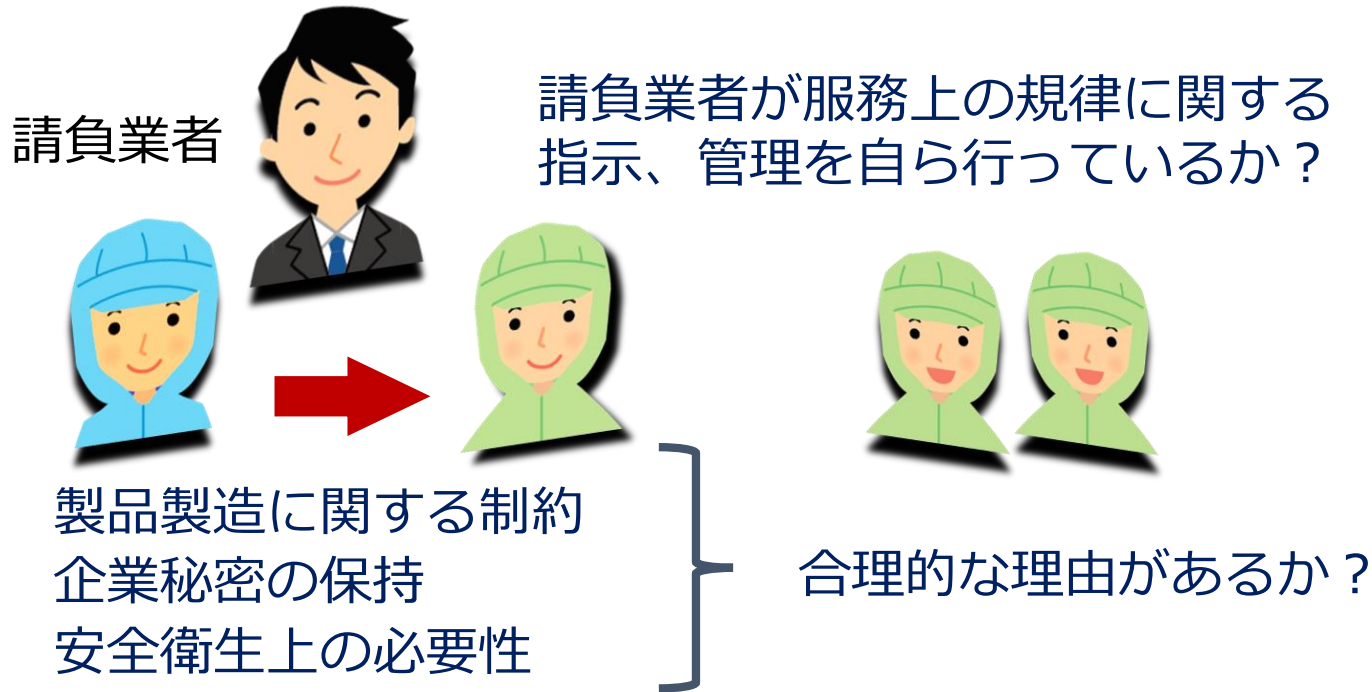 請負業者
請負業者が服務上の規律に関する
指示、管理を自ら行っているか？
製品製造に関する制約
企業秘密の保持
安全衛生上の必要性
合理的な理由があるか？